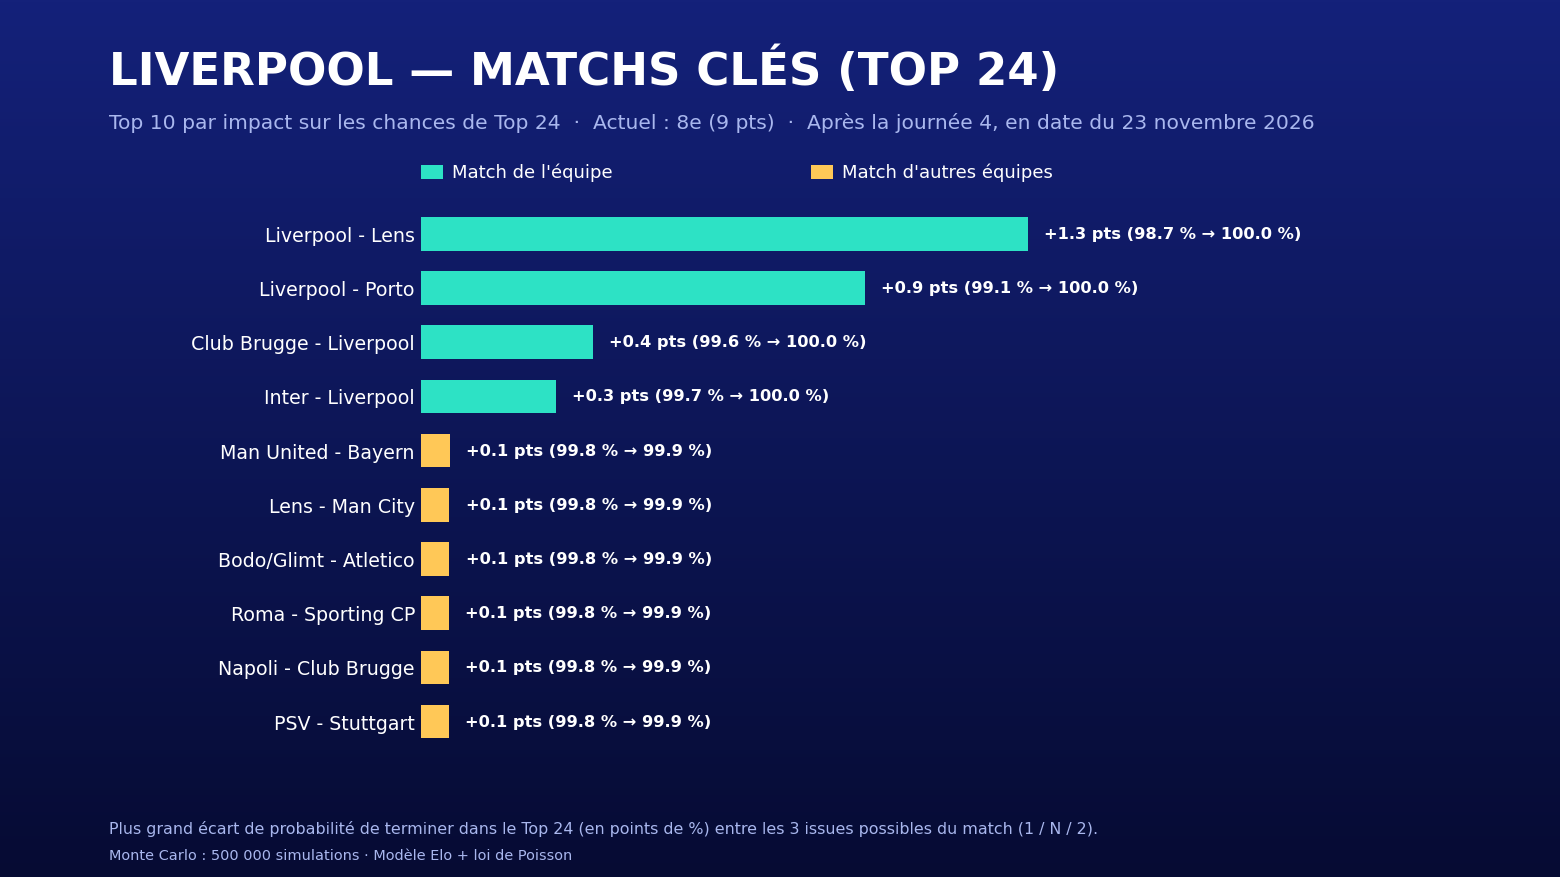 LIVERPOOL — MATCHS CLÉS (TOP 24)
Top 10 par impact sur les chances de Top 24 · Actuel : 8e (9 pts) · Après la journée 4, en date du 23 novembre 2026
Match de l'équipe Match d'autres équipes
Liverpool - Lens +1.3 pts (98.7 % → 100.0 %)
Liverpool - Porto +0.9 pts (99.1 % → 100.0 %)
Club Brugge - Liverpool +0.4 pts (99.6 % → 100.0 %)
Inter - Liverpool +0.3 pts (99.7 % → 100.0 %)
Man United - Bayern +0.1 pts (99.8 % → 99.9 %)
Lens - Man City +0.1 pts (99.8 % → 99.9 %)
Bodo/Glimt - Atletico +0.1 pts (99.8 % → 99.9 %)
Roma - Sporting CP +0.1 pts (99.8 % → 99.9 %)
Napoli - Club Brugge +0.1 pts (99.8 % → 99.9 %)
PSV - Stuttgart +0.1 pts (99.8 % → 99.9 %)
Plus grand écart de probabilité de terminer dans le Top 24 (en points de %) entre les 3 issues possibles du match (1 / N / 2).
Monte Carlo : 500 000 simulations · Modèle Elo + loi de Poisson